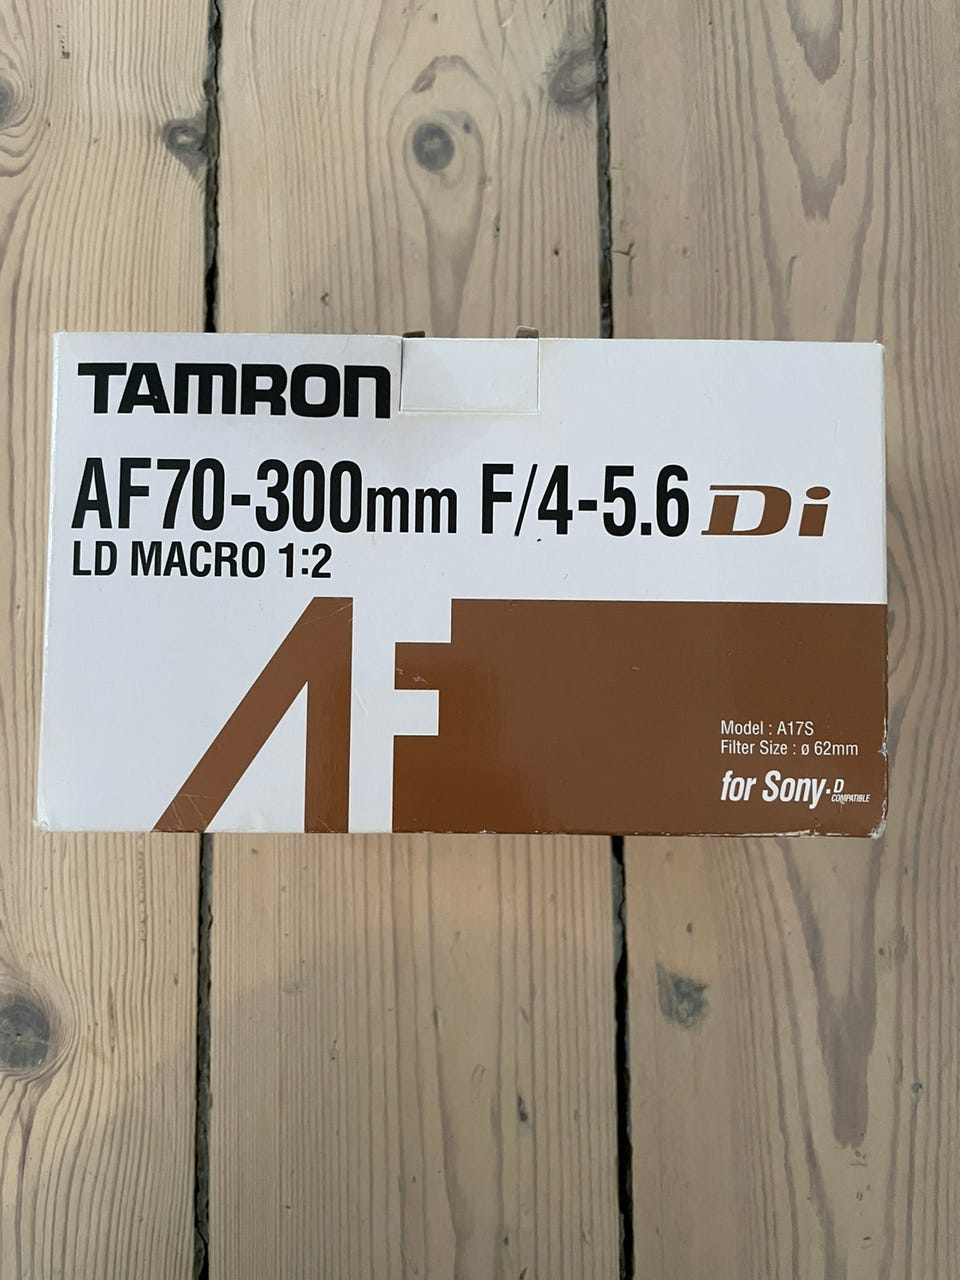 TAMRON
AF70-300mm F/4-5.6 Di
LD MACRO 1:2
AF
Model : A17S
Filter Size : ø 62mm
for Sony·D
COMPATIBLE